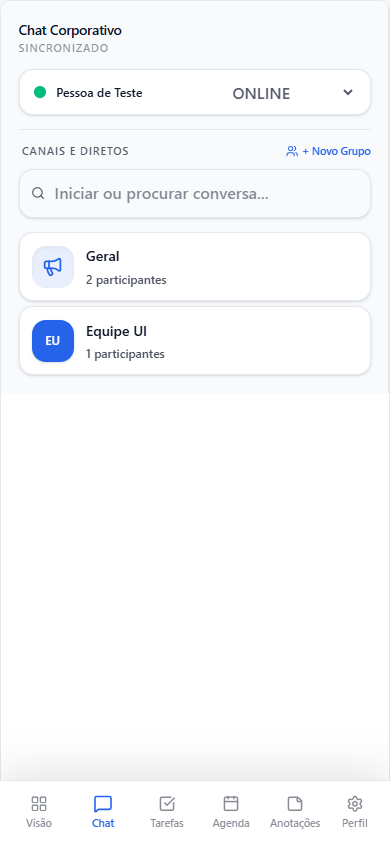 Chat Corporativo
SINCRONIZADO
Pessoa de Teste ONLINE
CANAIS E DIRETOS + Novo Grupo
Iniciar ou procurar conversa...
Geral
2 participantes
EU Equipe UI
1 participantes
Visão Chat Tarefas Agenda Anotações Perfil